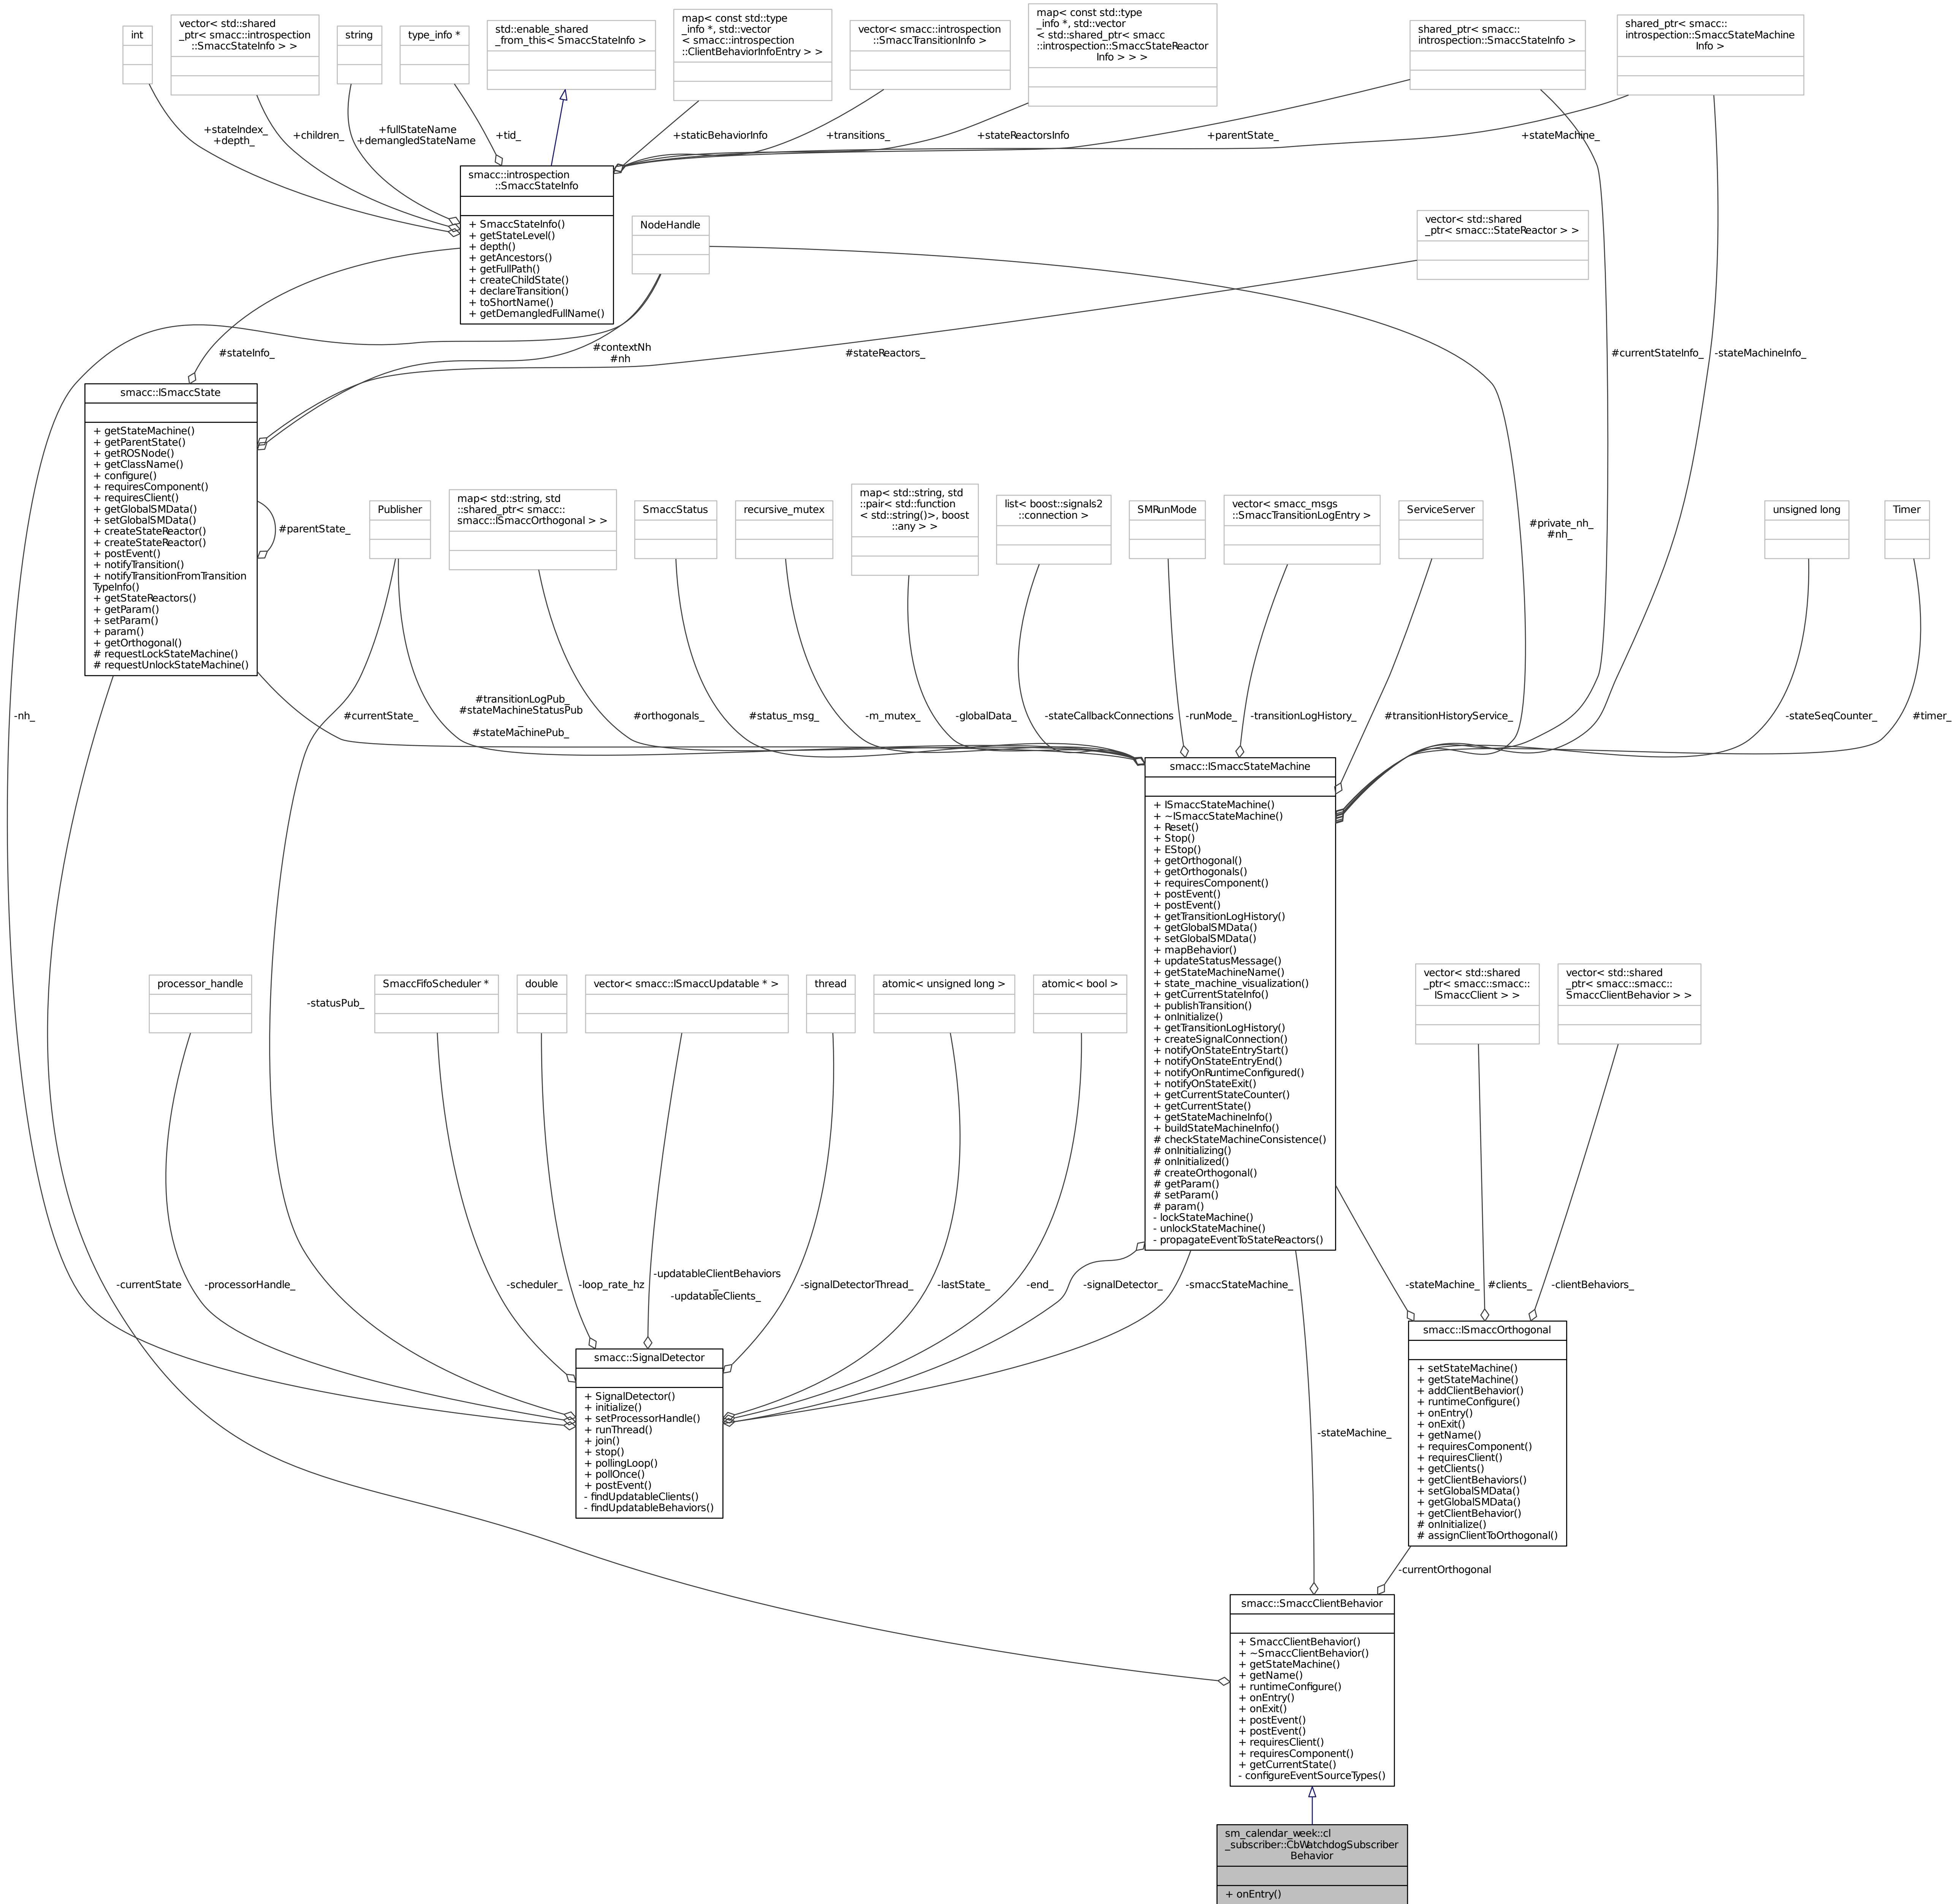 int
vector< std::shared
_ptr< smacc::introspection
::SmaccStateInfo > >
string
type_info *
std::enable_shared
_from_this< SmaccStateInfo >
map< const std::type
_info *, std::vector
< smacc::introspection
::ClientBehaviorInfoEntry > >
vector< smacc::introspection
::SmaccTransitionInfo >
map< const std::type
_info *, std::vector
< std::shared_ptr< smacc
::introspection::SmaccStateReactor
Info > > >
shared_ptr< smacc::
introspection::SmaccStateInfo >
shared_ptr< smacc::
introspection::SmaccStateMachine
Info >
+stateIndex_
+depth_
+children_
+fullStateName
+demangledStateName
+tid_
+staticBehaviorInfo
+transitions_
+stateReactorsInfo
+parentState_
+stateMachine_
smacc::introspection
::SmaccStateInfo
+ SmaccStateInfo()
+ getStateLevel()
+ depth()
+ getAncestors()
+ getFullPath()
+ createChildState()
+ declareTransition()
+ toShortName()
+ getDemangledFullName()
NodeHandle
vector< std::shared
_ptr< smacc::StateReactor > >
#stateInfo_
#contextNh
#nh
#stateReactors_
#currentStateInfo_
-stateMachineInfo_
smacc::ISmaccState
+ getStateMachine()
+ getParentState()
+ getROSNode()
+ getClassName()
+ configure()
+ requiresComponent()
+ requiresClient()
+ getGlobalSMData()
+ setGlobalSMData()
+ createStateReactor()
+ createStateReactor()
+ postEvent()
+ notifyTransition()
+ notifyTransitionFromTransition
TypeInfo()
+ getStateReactors()
+ getParam()
+ setParam()
+ param()
+ getOrthogonal()
# requestLockStateMachine()
# requestUnlockStateMachine()
#parentState_
Publisher
map< std::string, std
::shared_ptr< smacc::
smacc::ISmaccOrthogonal > >
SmaccStatus
recursive_mutex
map< std::string, std
::pair< std::function
< std::string()>, boost
::any > >
list< boost::signals2
::connection >
SMRunMode
vector< smacc_msgs
::SmaccTransitionLogEntry >
ServiceServer
#private_nh_
#nh_
unsigned long
Timer
-nh_
#currentState_
#transitionLogPub_
#stateMachineStatusPub
_
#stateMachinePub_
#orthogonals_
#status_msg_
-m_mutex_
-globalData_
-stateCallbackConnections
-runMode_
-transitionLogHistory_
#transitionHistoryService_
-stateSeqCounter_
#timer_
smacc::ISmaccStateMachine
+ ISmaccStateMachine()
+ ~ISmaccStateMachine()
+ Reset()
+ Stop()
+ EStop()
+ getOrthogonal()
+ getOrthogonals()
+ requiresComponent()
+ postEvent()
+ postEvent()
+ getTransitionLogHistory()
+ getGlobalSMData()
+ setGlobalSMData()
+ mapBehavior()
+ updateStatusMessage()
+ getStateMachineName()
+ state_machine_visualization()
+ getCurrentStateInfo()
+ publishTransition()
+ onInitialize()
+ getTransitionLogHistory()
+ createSignalConnection()
+ notifyOnStateEntryStart()
+ notifyOnStateEntryEnd()
+ notifyOnRuntimeConfigured()
+ notifyOnStateExit()
+ getCurrentStateCounter()
+ getCurrentState()
+ getStateMachineInfo()
+ buildStateMachineInfo()
# checkStateMachineConsistence()
# onInitializing()
# onInitialized()
# createOrthogonal()
# getParam()
# setParam()
# param()
- lockStateMachine()
- unlockStateMachine()
- propagateEventToStateReactors()
processor_handle
-statusPub_
SmaccFifoScheduler *
double
vector< smacc::ISmaccUpdatable * >
thread
atomic< unsigned long >
atomic< bool >
vector< std::shared
_ptr< smacc::smacc::
ISmaccClient > >
vector< std::shared
_ptr< smacc::smacc::
SmaccClientBehavior > >
-currentState
-processorHandle_
-scheduler_
-loop_rate_hz
-updatableClientBehaviors
_
-updatableClients_
-signalDetectorThread_
-lastState_
-end_
-signalDetector_
-smaccStateMachine_
-stateMachine_
#clients_
-clientBehaviors_
smacc::SignalDetector
+ SignalDetector()
+ initialize()
+ setProcessorHandle()
+ runThread()
+ join()
+ stop()
+ pollingLoop()
+ pollOnce()
+ postEvent()
- findUpdatableClients()
- findUpdatableBehaviors()
-stateMachine_
smacc::ISmaccOrthogonal
+ setStateMachine()
+ getStateMachine()
+ addClientBehavior()
+ runtimeConfigure()
+ onEntry()
+ onExit()
+ getName()
+ requiresComponent()
+ requiresClient()
+ getClients()
+ getClientBehaviors()
+ setGlobalSMData()
+ getGlobalSMData()
+ getClientBehavior()
# onInitialize()
# assignClientToOrthogonal()
-currentOrthogonal
smacc::SmaccClientBehavior
+ SmaccClientBehavior()
+ ~SmaccClientBehavior()
+ getStateMachine()
+ getName()
+ runtimeConfigure()
+ onEntry()
+ onExit()
+ postEvent()
+ postEvent()
+ requiresClient()
+ requiresComponent()
+ getCurrentState()
- configureEventSourceTypes()
sm_calendar_week::cl
_subscriber::CbWatchdogSubscriber
Behavior
+ onEntry()